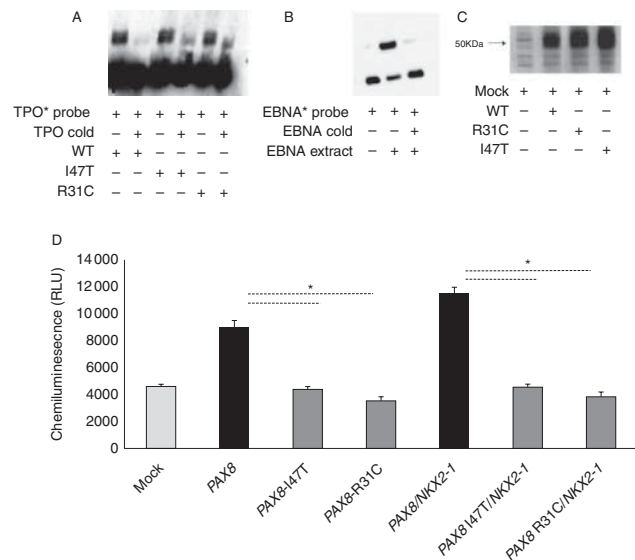 A
TPO* probe + + + + + +
TPO cold – + – + – +
WT + + – – – –
I47T – – + + – –
R31C – – – – + +
B
EBNA* probe + + +
EBNA cold – – +
EBNA extract – + +
C
50KDa
Mock + + + +
WT – + – –
R31C – – + –
I47T – – – +
D
Chemiluminesecnce (RLU)
14 000
12 000
10 000
8000
6000
4000
2000
0
*
*
Mock
PAX8
PAX8-I47T
PAX8-R31C
PAX8/NKX2-1
PAX8 I47T/NKX2-1
PAX8 R31C/NKX2-1